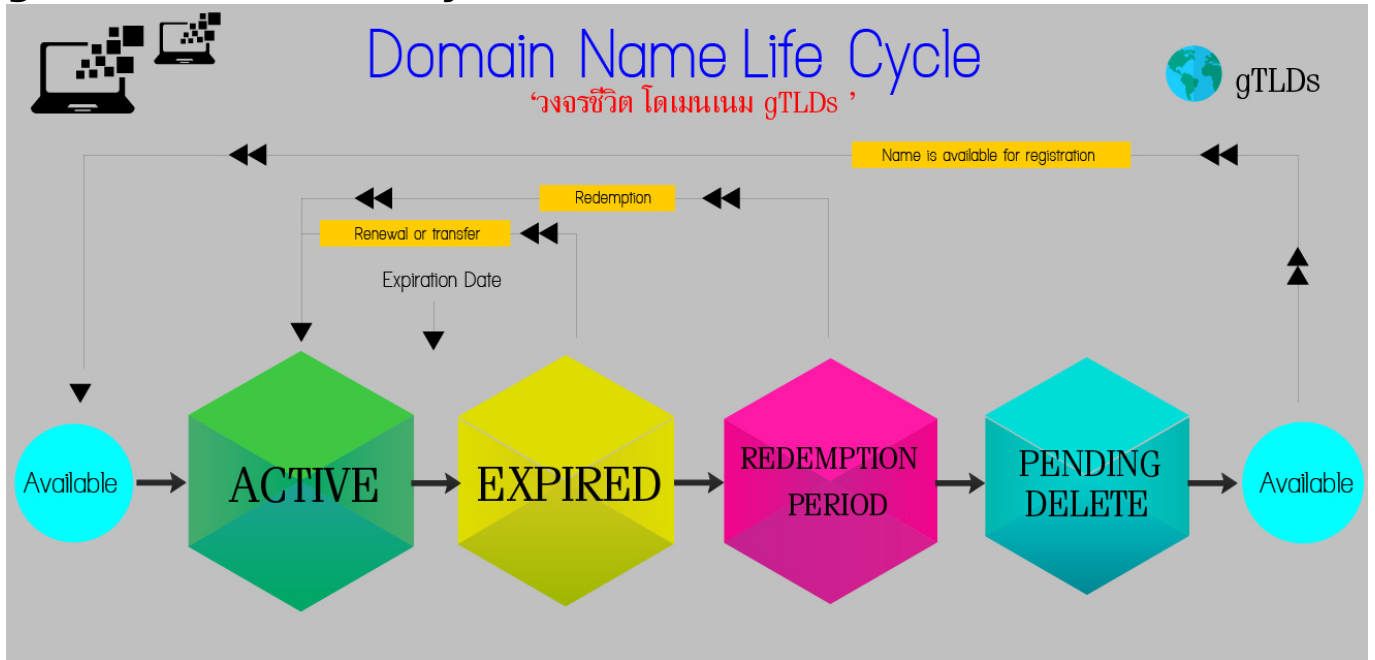 Domain Name Life Cycle
‘วงจรชีวิต โดเมนเนม gTLDs ’
gTLDs
Name is available for registration
Redemption
Renewal or transfer
Expiration Date
Available
ACTIVE
EXPIRED
REDEMPTION
PERIOD
PENDING
DELETE
Available